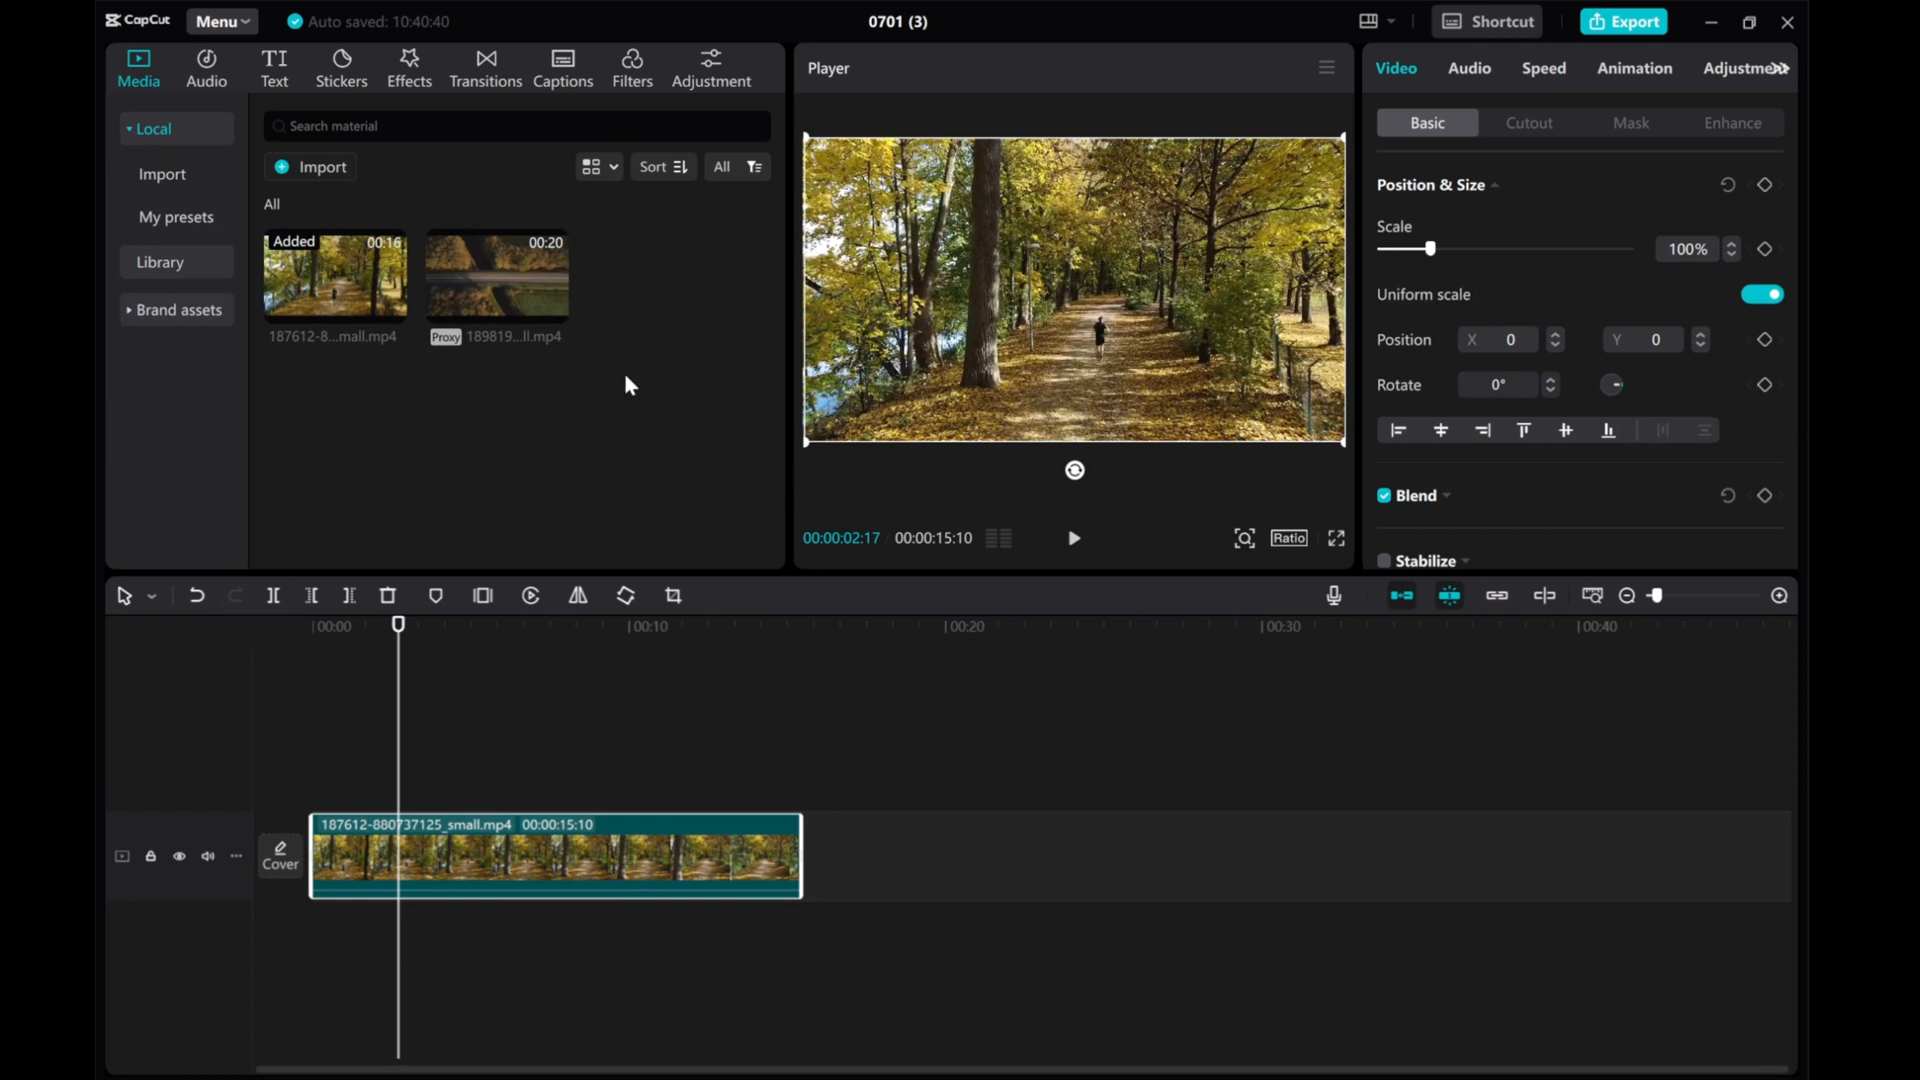 CapCut Menu Auto saved: 10:40:40 0701 (3) Shortcut Export
Media Audio Text Stickers Effects Transitions Captions Filters Adjustment
Player
Video Audio Speed Animation Adjustment
Local
Import
My presets
Library
Brand assets
Search material
Import Sort All
All
Added 00:16
187612-8...mall.mp4
00:20
Proxy 189819...ll.mp4
00:00:02:17 / 00:00:15:10 Ratio
Basic Cutout Mask Enhance
Position & Size
Scale
100%
Uniform scale
Position X 0 Y 0
Rotate 0°
Blend
Stabilize
00:00 00:10 00:20 00:30 00:40
Cover
187612-880737125_small.mp4 00:00:15:10